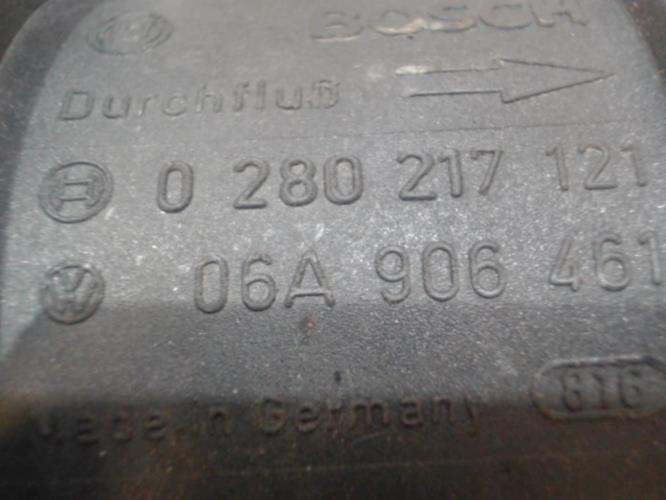 BOSCH
Durchfluß
0 280 217 121
06A 906 461
Made in Germany 816